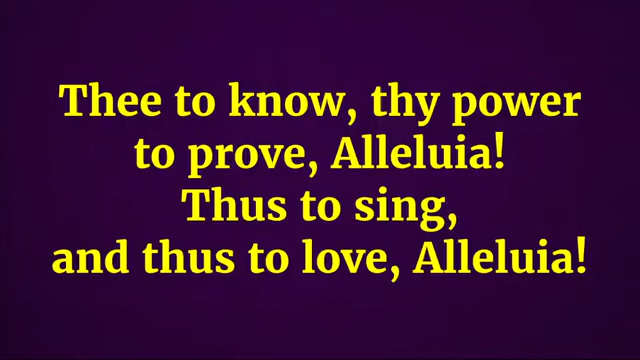 Thee to know, thy power
to prove, Alleluia!
Thus to sing,
and thus to love, Alleluia!